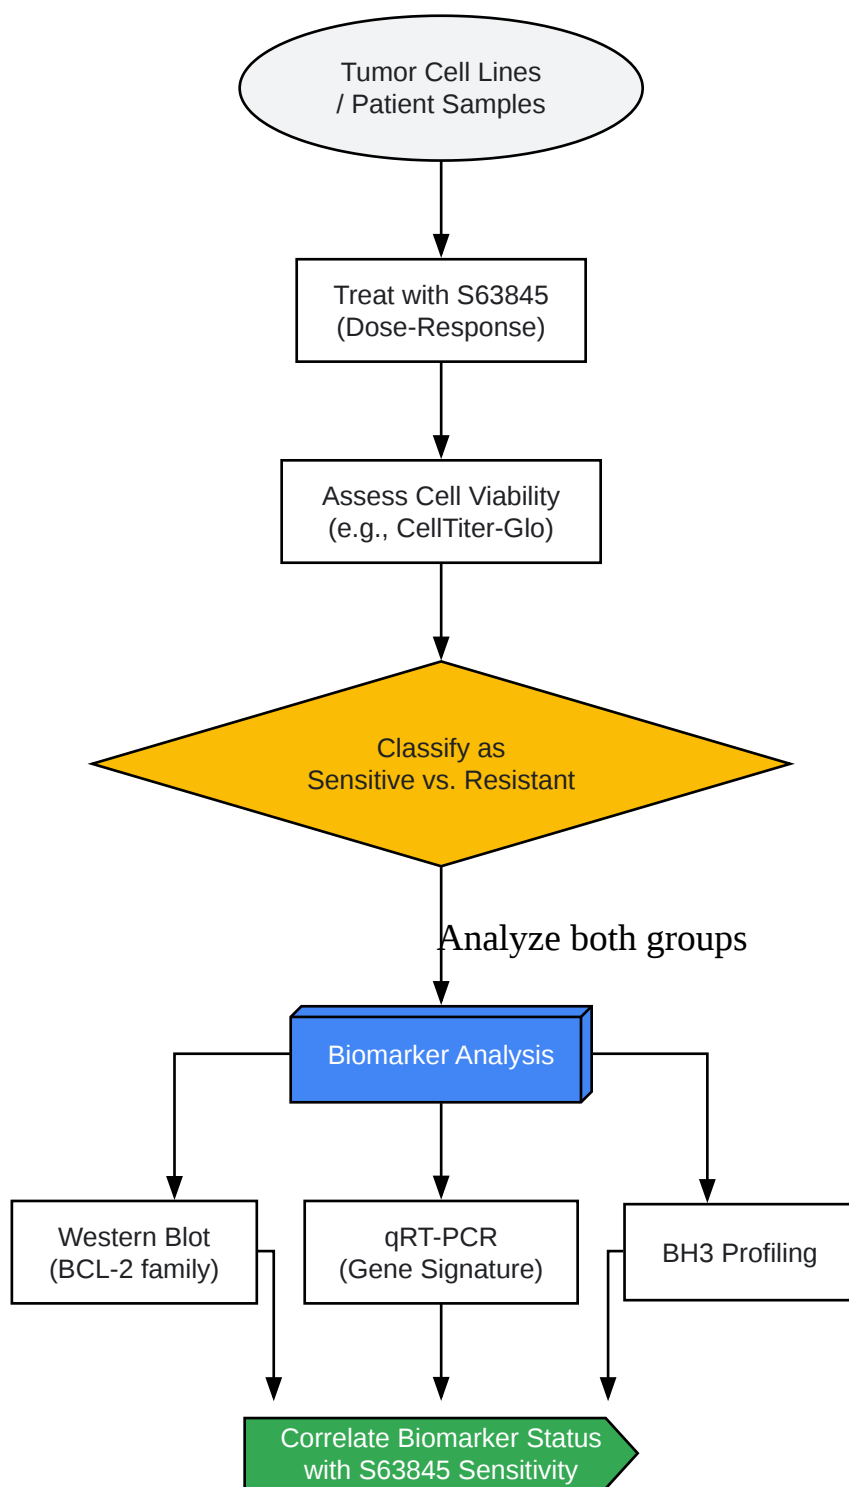 Tumor Cell Lines
/ Patient Samples
Treat with S63845
(Dose-Response)
Assess Cell Viability
(e.g., CellTiter-Glo)
Classify as
Sensitive vs. Resistant
Analyze both groups
Biomarker Analysis
Western Blot
(BCL-2 family)
qRT-PCR
(Gene Signature)
BH3 Profiling
Correlate Biomarker Status
with S63845 Sensitivity